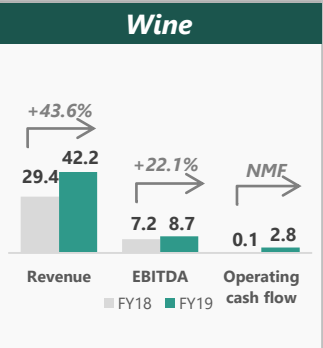 Wine
+43.6%
29.4 42.2
+22.1%
7.2 8.7
NMF
0.1 2.8
Revenue EBITDA Operating
cash flow
FY18 FY19